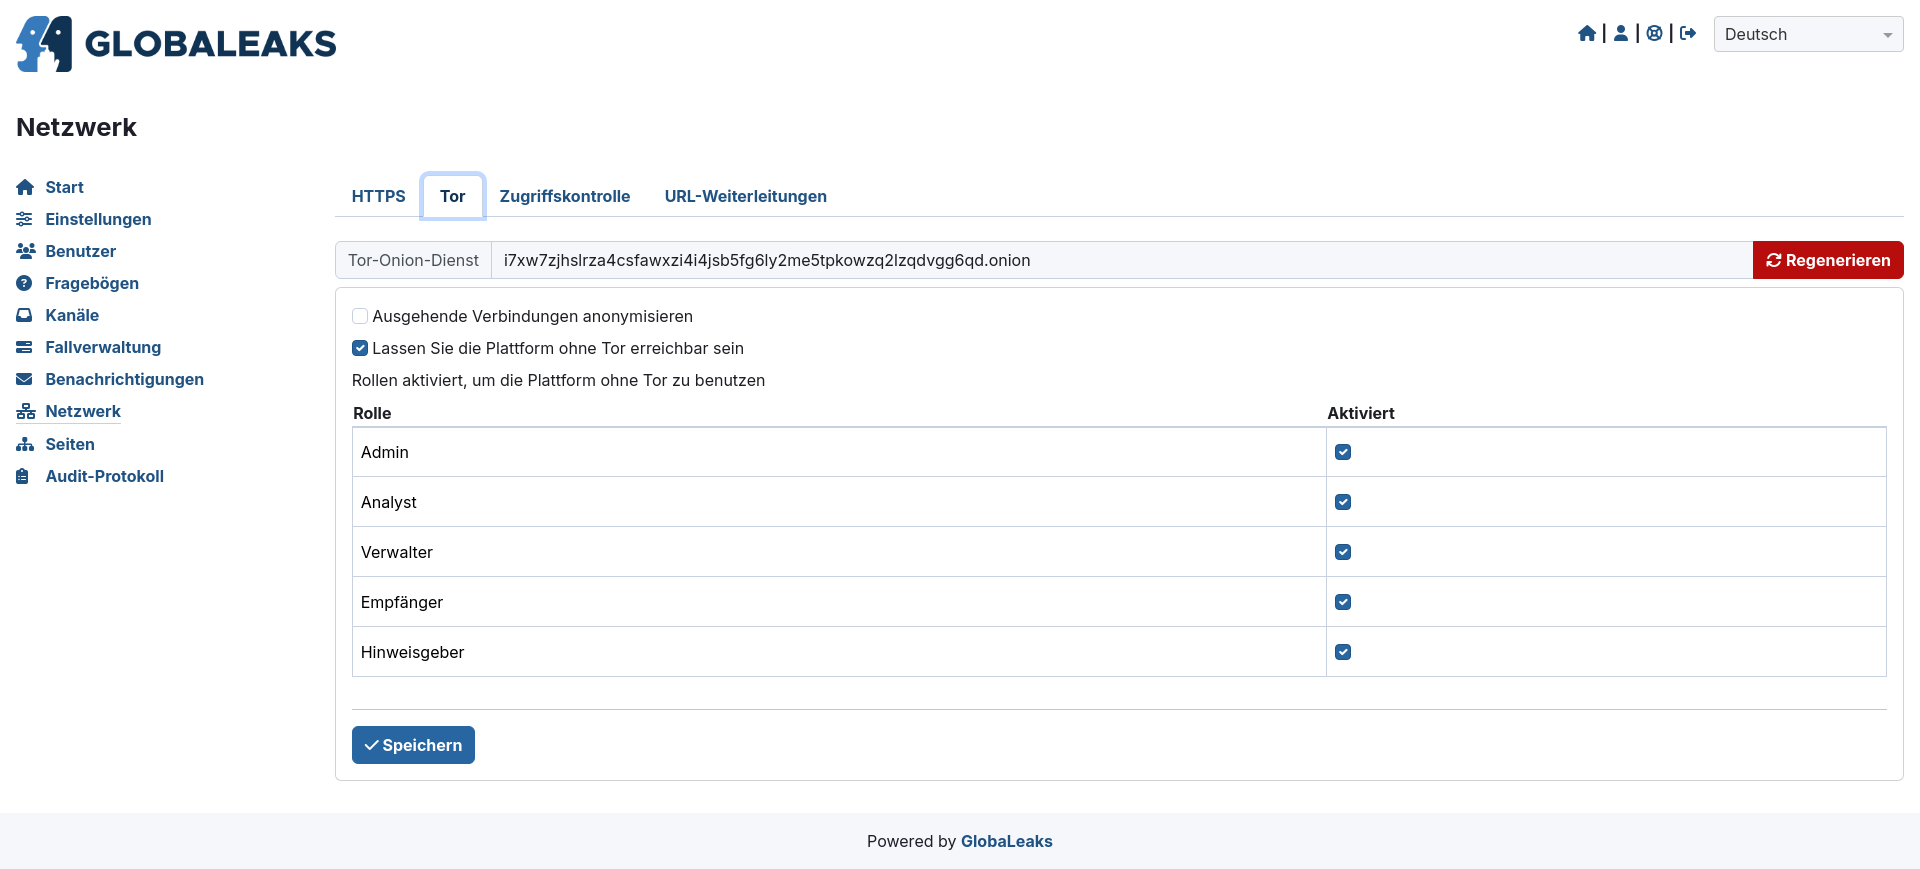 GLOBALEAKS
Deutsch
Netzwerk
Start
Einstellungen
Benutzer
Fragebögen
Kanäle
Fallverwaltung
Benachrichtigungen
Netzwerk
Seiten
Audit-Protokoll
HTTPS Tor Zugriffskontrolle URL-Weiterleitungen
Tor-Onion-Dienst i7xw7zjhslrza4csfawxzi4i4jsb5fg6ly2me5tpkowzq2lzqdvgg6qd.onion Regenerieren
Ausgehende Verbindungen anonymisieren
Lassen Sie die Plattform ohne Tor erreichbar sein
Rollen aktiviert, um die Plattform ohne Tor zu benutzen
Rolle Aktiviert
Admin
Analyst
Verwalter
Empfänger
Hinweisgeber
Speichern
Powered by GlobaLeaks